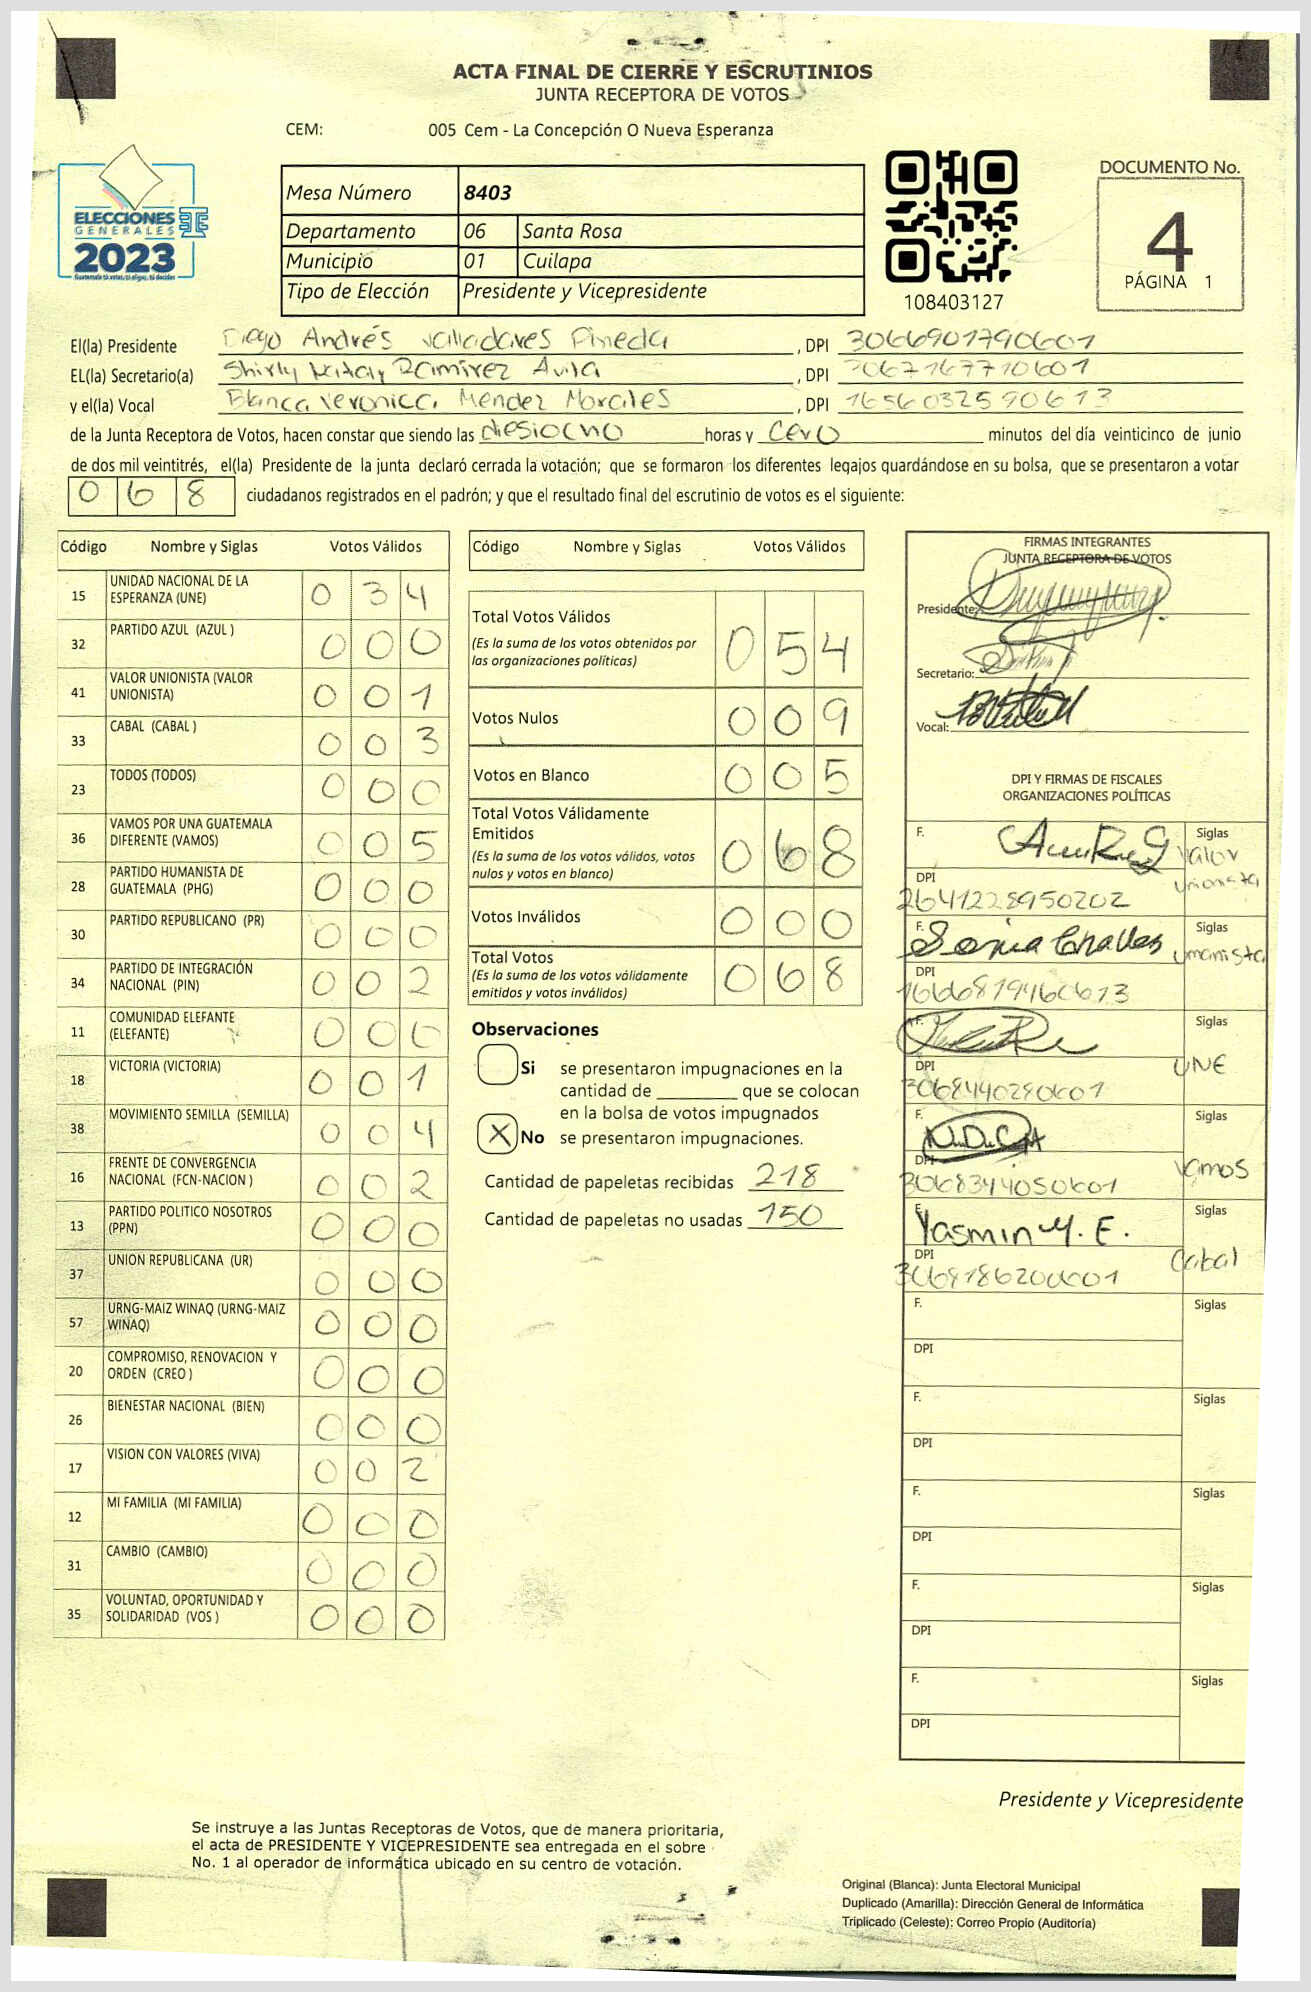 ACTA FINAL DE CIERRE Y ESCRUTINIOS
JUNTA RECEPTORA DE VOTOS
CEM: 005 Cem - La Concepción O Nueva Esperanza
ELECCIONES
GENERALES
2023
Guatemala tú votas, tú eliges, tú decides
Mesa Número 8403
Departamento 06 Santa Rosa
Municipio 01 Cuilapa
Tipo de Elección Presidente y Vicepresidente
108403127
DOCUMENTO No.
4
PÁGINA 1
El(la) Presidente Diego Andrés Valladares Pineda, DPI 3066901790601
EL(la) Secretario(a) Shirly Ramirez Avila, DPI 3067167710601
y el(la) Vocal Blanca Veronica Mendez Morales, DPI 1656032590613
de la Junta Receptora de Votos, hacen constar que siendo las diesiocho horas y cero minutos del día veinticinco de junio
de dos mil veintitrés, el(la) Presidente de la junta declaró cerrada la votación; que se formaron los diferentes legajos guardándose en su bolsa, que se presentaron a votar
0 6 8 ciudadanos registrados en el padrón; y que el resultado final del escrutinio de votos es el siguiente:
Código Nombre y Siglas Votos Válidos
15 UNIDAD NACIONAL DE LA ESPERANZA (UNE) 0 3 4
32 PARTIDO AZUL (AZUL ) 0 0 0
41 VALOR UNIONISTA (VALOR UNIONISTA) 0 0 1
33 CABAL (CABAL ) 0 0 3
23 TODOS (TODOS) 0 0 0
36 VAMOS POR UNA GUATEMALA DIFERENTE (VAMOS) 0 0 5
28 PARTIDO HUMANISTA DE GUATEMALA (PHG) 0 0 0
30 PARTIDO REPUBLICANO (PR) 0 0 0
34 PARTIDO DE INTEGRACIÓN NACIONAL (PIN) 0 0 2
11 COMUNIDAD ELEFANTE (ELEFANTE) 0 0 0
18 VICTORIA (VICTORIA) 0 0 1
38 MOVIMIENTO SEMILLA (SEMILLA) 0 0 4
16 FRENTE DE CONVERGENCIA NACIONAL (FCN-NACION ) 0 0 2
13 PARTIDO POLITICO NOSOTROS (PPN) 0 0 0
37 UNION REPUBLICANA (UR) 0 0 0
57 URNG-MAIZ WINAQ (URNG-MAIZ WINAQ) 0 0 0
20 COMPROMISO, RENOVACION Y ORDEN (CREO ) 0 0 0
26 BIENESTAR NACIONAL (BIEN) 0 0 0
17 VISION CON VALORES (VIVA) 0 0 2
12 MI FAMILIA (MI FAMILIA) 0 0 0
31 CAMBIO (CAMBIO) 0 0 0
35 VOLUNTAD, OPORTUNIDAD Y SOLIDARIDAD (VOS ) 0 0 0
Código Nombre y Siglas Votos Válidos
Total Votos Válidos 0 5 4
(Es la suma de los votos obtenidos por
las organizaciones políticas)
Votos Nulos 0 0 9
Votos en Blanco 0 0 5
Total Votos Válidamente
Emitidos 0 6 8
(Es la suma de los votos válidos, votos
nulos y votos en blanco)
Votos Inválidos 0 0 0
Total Votos 0 6 8
(Es la suma de los votos válidamente
emitidos y votos inválidos)
Observaciones
Si se presentaron impugnaciones en la
cantidad de ________ que se colocan
en la bolsa de votos impugnados
X No se presentaron impugnaciones.
Cantidad de papeletas recibidas 218
Cantidad de papeletas no usadas 150
FIRMAS INTEGRANTES
JUNTA RECEPTORA DE VOTOS
Presidente:
Secretario:
Vocal:
DPI Y FIRMAS DE FISCALES
ORGANIZACIONES POLÍTICAS
F. Siglas Valor Unionista
DPI 2641228950202
F. Sonia Siglas Umanista
DPI 1666819460613
F. Siglas UNE
DPI 3068440280601
F. Siglas Vamos
DPI 3068344050601
F. Yasmin Y. E. Siglas Cabal
DPI 3068186200601
F. Siglas
DPI
F. Siglas
DPI
F. Siglas
DPI
F. Siglas
DPI
F. Siglas
DPI
Presidente y Vicepresidente
Se instruye a las Juntas Receptoras de Votos, que de manera prioritaria,
el acta de PRESIDENTE Y VICEPRESIDENTE sea entregada en el sobre
No. 1 al operador de informática ubicado en su centro de votación.
Original (Blanca): Junta Electoral Municipal
Duplicado (Amarilla): Dirección General de Informática
Triplicado (Celeste): Correo Propio (Auditoría)